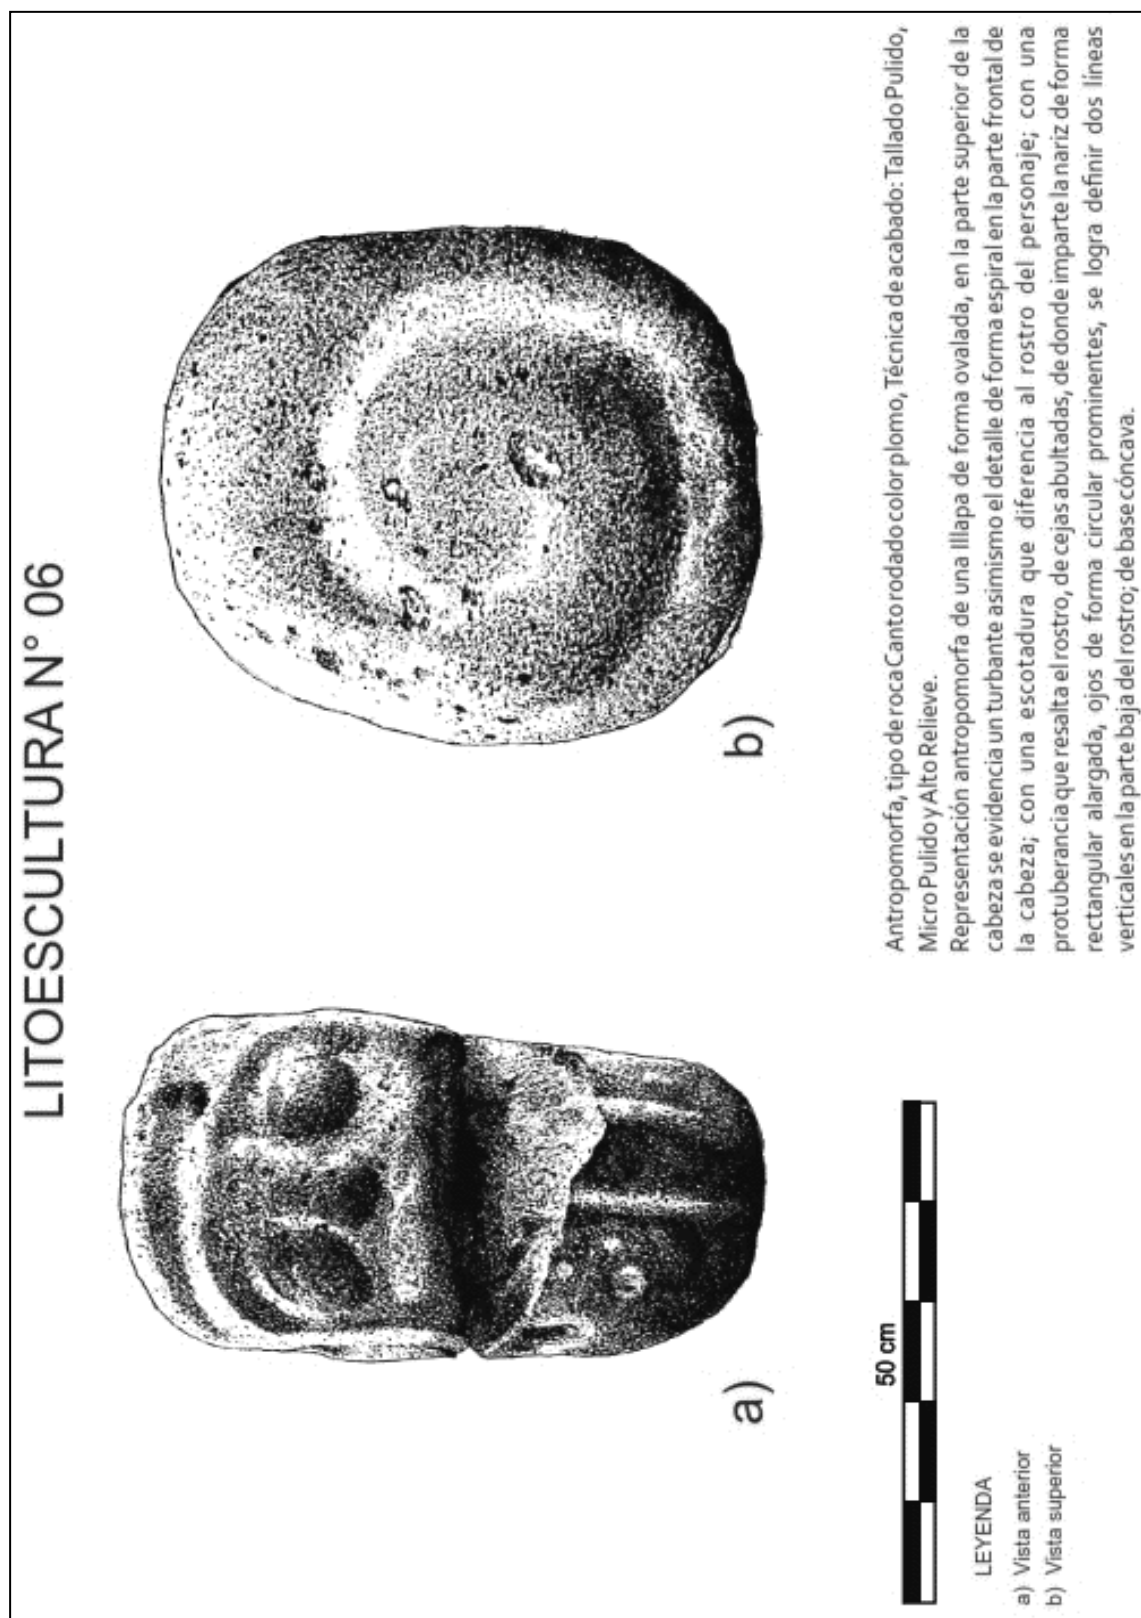 LITOESCULTURA N° 06
a)
b)
50 cm
LEYENDA
a) Vista anterior
b) Vista superior
Antropomorfa, tipo de roca Canto rodado color plomo, Técnica de acabado: Tallado Pulido,
Micro Pulido y Alto Relieve.
Representación antropomorfa de una Illapa de forma ovalada, en la parte superior de la
cabeza se evidencia un turbante asimismo el detalle de forma espiral en la parte frontal de
la cabeza; con una escotadura que diferencia al rostro del personaje; con una
protuberancia que resalta el rostro, de cejas abultadas, de donde imparte la nariz de forma
rectangular alargada, ojos de forma circular prominentes, se logra definir dos líneas
verticales en la parte baja del rostro; de base cóncava.